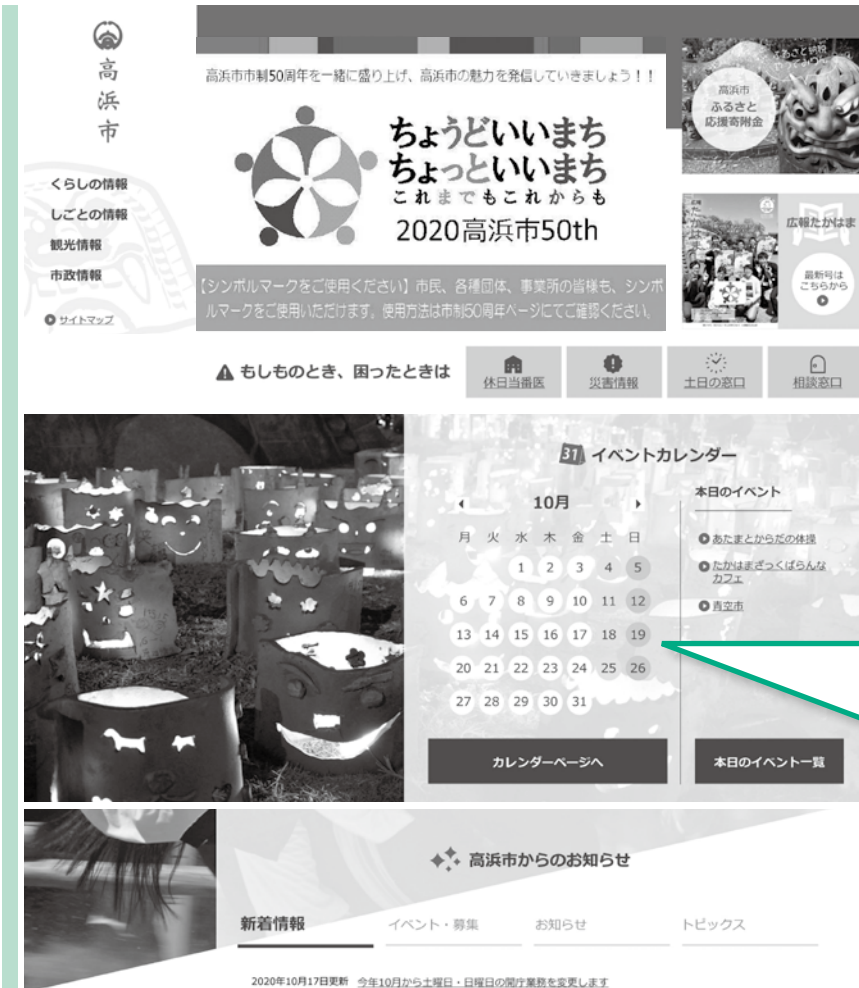 高浜市
くらしの情報
しごとの情報
観光情報
市政情報
サイトマップ
高浜市市制50周年を一緒に盛り上げ、高浜市の魅力を発信していきましょう！！
ちょうどいいまち
ちょっといいまち
これまでもこれからも
2020高浜市50th
【シンボルマークをご使用ください】市民、各種団体、事業所の皆様も、シンボ
ルマークをご使用いただけます。使用方法は市制50周年ページにてご確認ください。
高浜市
ふるさと
応援寄附金
広報
たかはま
広報たかはま
最新号は
こちらから
もしものとき、困ったときは
休日当番医
災害情報
土日の窓口
相談窓口
31 イベントカレンダー
10月
月 火 水 木 金 土 日
1 2 3 4 5
6 7 8 9 10 11 12
13 14 15 16 17 18 19
20 21 22 23 24 25 26
27 28 29 30 31
カレンダーページへ
本日のイベント
あたまとからだの体操
たかはまざっくばらんな
カフェ
青空市
本日のイベント一覧
高浜市からのお知らせ
新着情報
イベント・募集
お知らせ
トピックス
2020年10月17日更新 今年10月から土曜日・日曜日の開庁業務を変更します